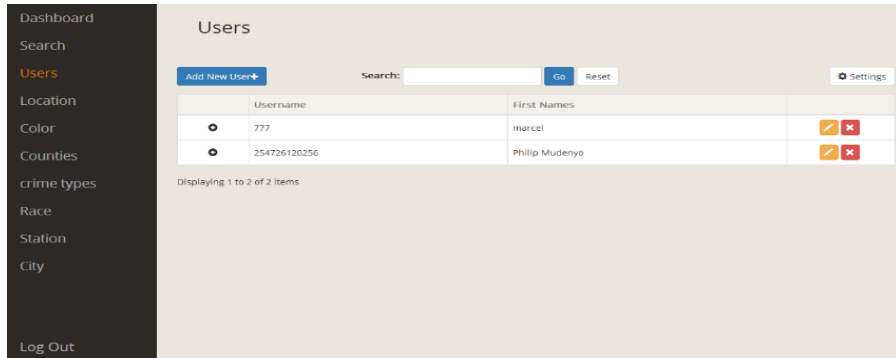 Dashboard
Search
Users
Location
Color
Counties
crime types
Race
Station
City
Log Out
Users
Add New User+ Search: Go Reset Settings
Username First Names
777 marcel
254726120256 Philip Mudenyo
Displaying 1 to 2 of 2 items